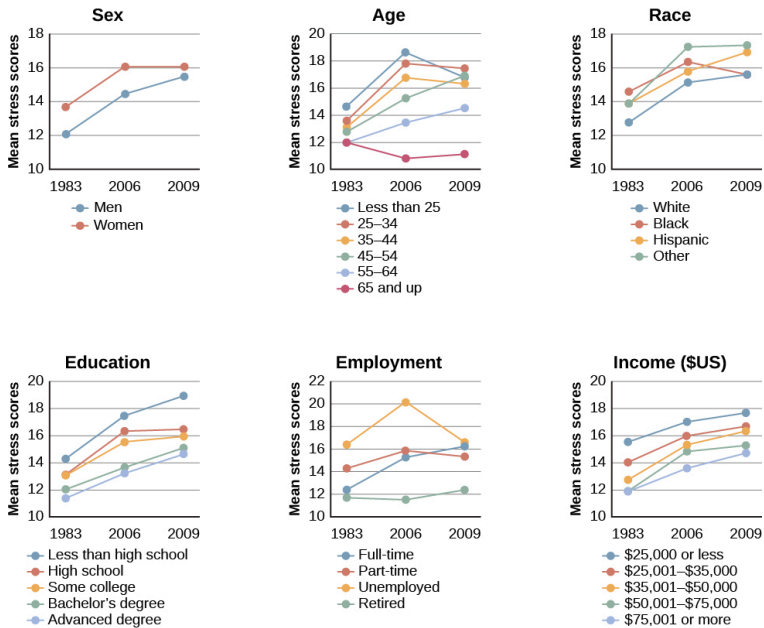 Sex
Mean stress scores
18
16
14
12
10
1983 2006 2009
Men
Women
Age
Mean stress scores
20
18
16
14
12
10
1983 2006 2009
Less than 25
25–34
35–44
45–54
55–64
65 and up
Race
Mean stress scores
18
16
14
12
10
1983 2006 2009
White
Black
Hispanic
Other
Education
Mean stress scores
20
18
16
14
12
10
1983 2006 2009
Less than high school
High school
Some college
Bachelor's degree
Advanced degree
Employment
Mean stress scores
22
20
18
16
14
12
10
1983 2006 2009
Full-time
Part-time
Unemployed
Retired
Income ($US)
Mean stress scores
20
18
16
14
12
10
1983 2006 2009
$25,000 or less
$25,001–$35,000
$35,001–$50,000
$50,001–$75,000
$75,001 or more